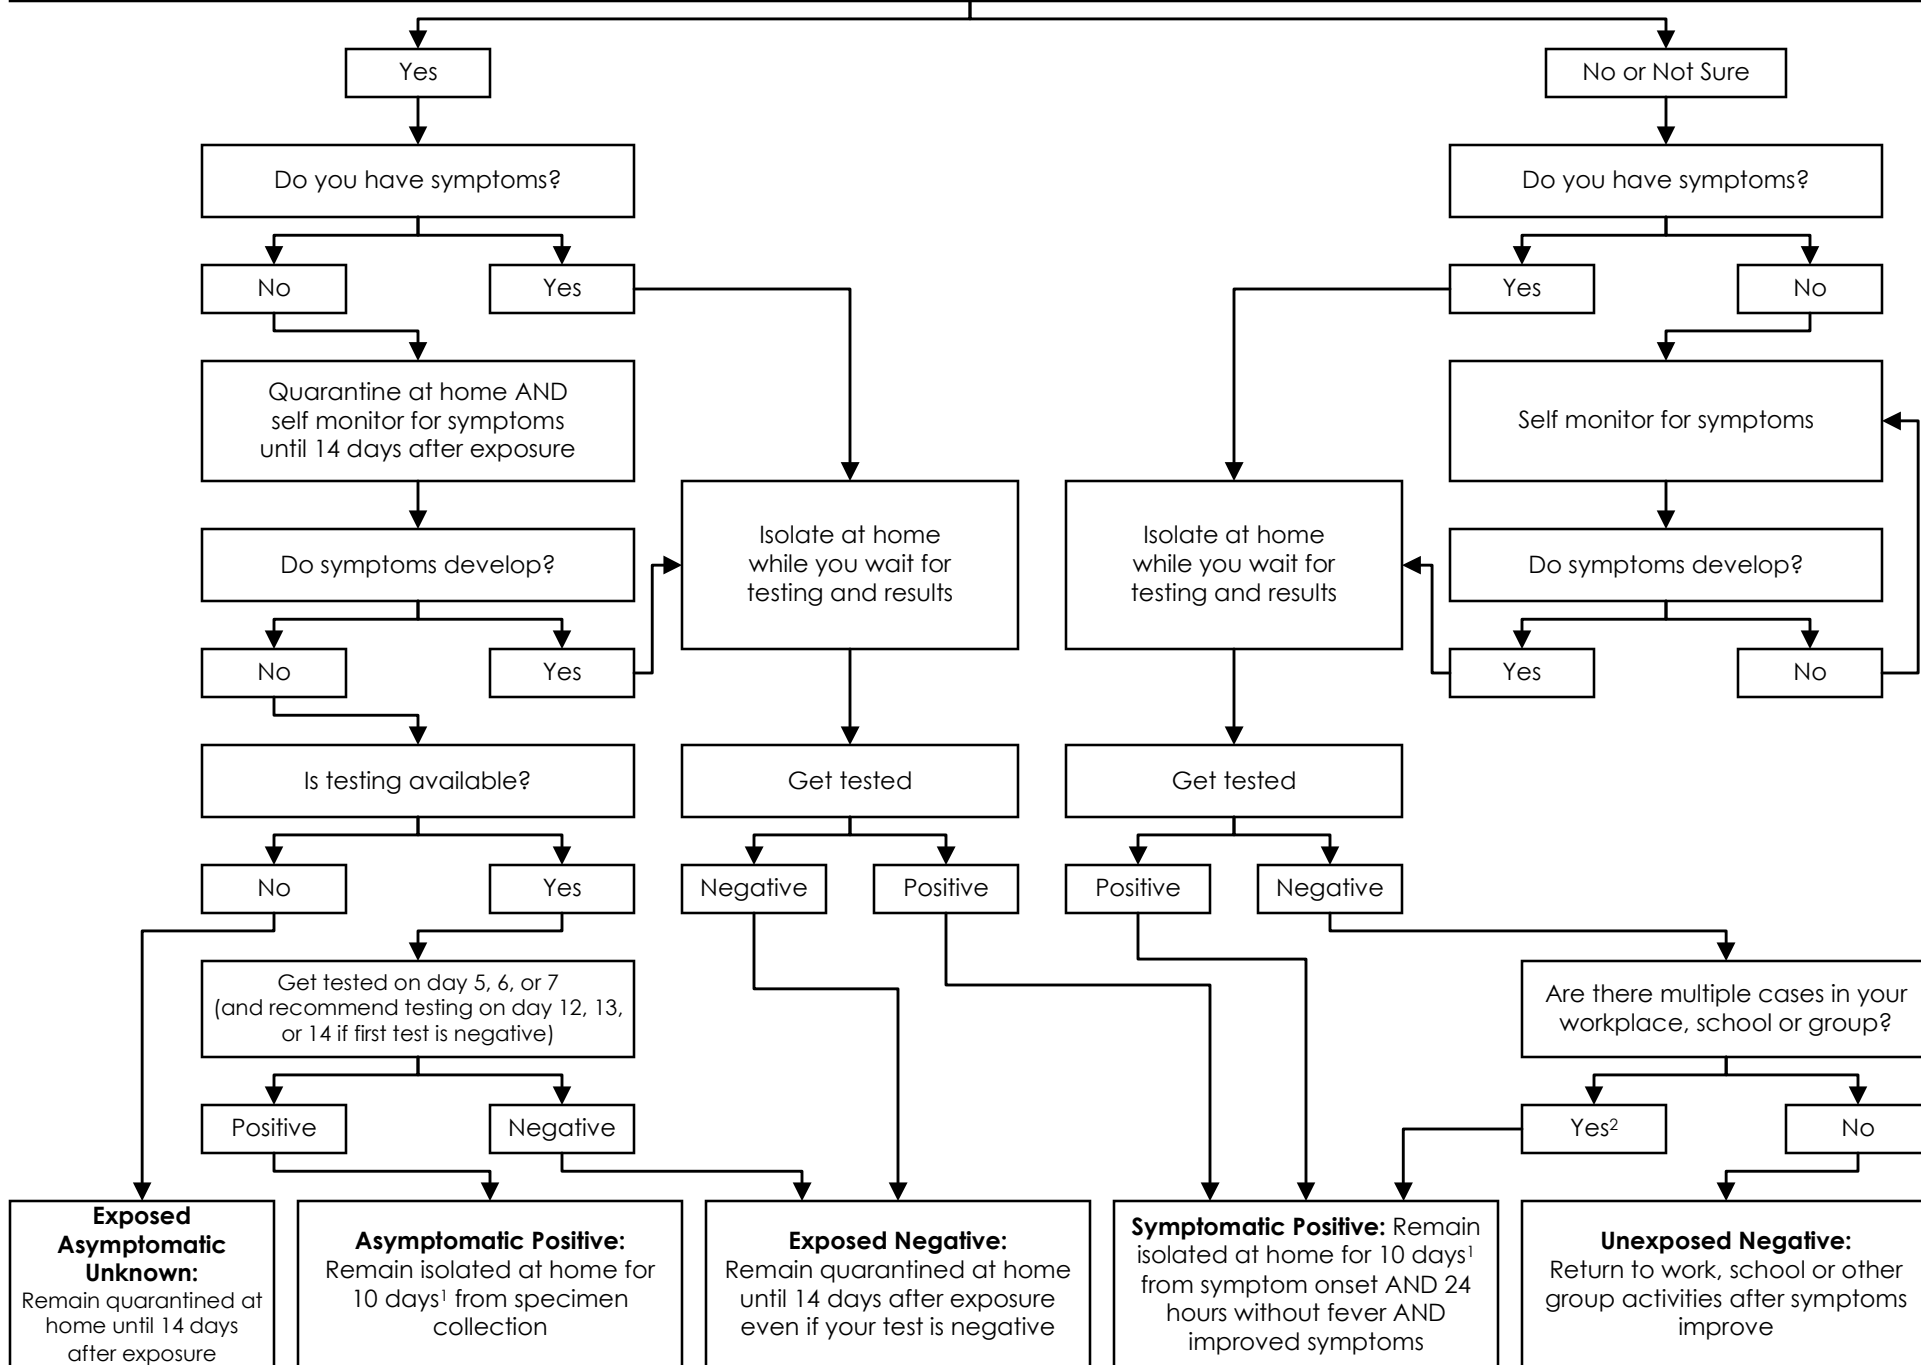 Yes
No or Not Sure
Do you have symptoms?
Do you have symptoms?
No
Yes
Yes
No
Quarantine at home AND
self monitor for symptoms
until 14 days after exposure
Self monitor for symptoms
Isolate at home
while you wait for
testing and results
Isolate at home
while you wait for
testing and results
Do symptoms develop?
Do symptoms develop?
No
Yes
Yes
No
Is testing available?
Get tested
Get tested
No
Yes
Negative
Positive
Positive
Negative
Get tested on day 5, 6, or 7
(and recommend testing on day 12, 13,
or 14 if first test is negative)
Are there multiple cases in your
workplace, school or group?
Positive
Negative
Yes²
No
Exposed
Asymptomatic
Unknown:
Remain quarantined at
home until 14 days
after exposure
Asymptomatic Positive:
Remain isolated at home for
10 days¹ from specimen
collection
Exposed Negative:
Remain quarantined at home
until 14 days after exposure
even if your test is negative
Symptomatic Positive: Remain
isolated at home for 10 days¹
from symptom onset AND 24
hours without fever AND
improved symptoms
Unexposed Negative:
Return to work, school or other
group activities after symptoms
improve